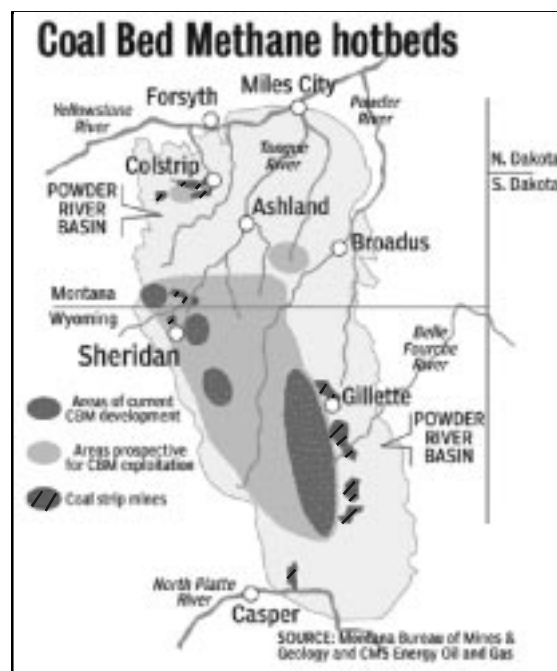 Coal Bed Methane hotbeds
Miles City
Forsyth
Powder
River
Yellowstone
River
Tongue
River
Colstrip
N. Dakota
S. Dakota
POWDER
RIVER
BASIN
Ashland
Broadus
Montana
Wyoming
Sheridan
Belle
Fourche
River
Areas of current
CBM development
Gillette
Areas prospective
for CBM exploitation
POWDER
RIVER
BASIN
Coal strip mines
North Platte
River
Casper
SOURCE: Montana Bureau of Mines &
Geology and CMS Energy Oil and Gas